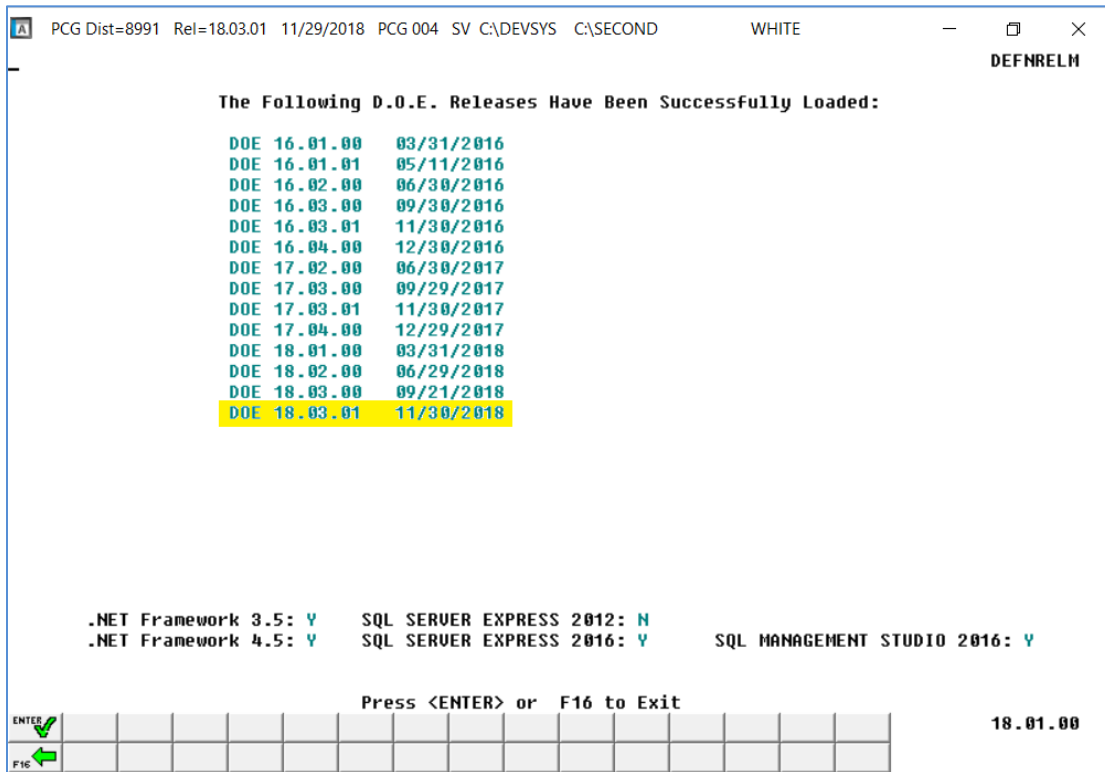 PCG Dist=8991 Rel=18.03.01 11/29/2018 PCG 004 SV C:\DEVSYS C:\SECOND WHITE
DEFNRELM
The Following D.O.E. Releases Have Been Successfully Loaded:
DOE 16.01.00 03/31/2016
DOE 16.01.01 05/11/2016
DOE 16.02.00 06/30/2016
DOE 16.03.00 09/30/2016
DOE 16.03.01 11/30/2016
DOE 16.04.00 12/30/2016
DOE 17.02.00 06/30/2017
DOE 17.03.00 09/29/2017
DOE 17.03.01 11/30/2017
DOE 17.04.00 12/29/2017
DOE 18.01.00 03/31/2018
DOE 18.02.00 06/29/2018
DOE 18.03.00 09/21/2018
DOE 18.03.01 11/30/2018
.NET Framework 3.5: Y SQL SERVER EXPRESS 2012: N
.NET Framework 4.5: Y SQL SERVER EXPRESS 2016: Y SQL MANAGEMENT STUDIO 2016: Y
Press <ENTER> or F16 to Exit
ENTER
18.01.00
F16